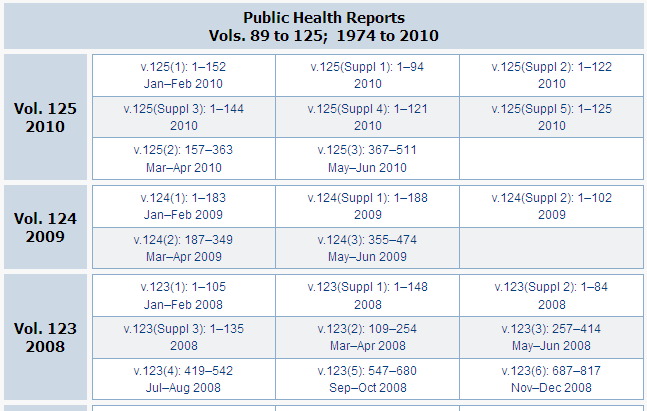 Public Health Reports
Vols. 89 to 125;  1974 to 2010
Vol. 125
2010
v.125(1): 1–152
Jan–Feb 2010
v.125(Suppl 1): 1–94
2010
v.125(Suppl 2): 1–122
2010
v.125(Suppl 3): 1–144
2010
v.125(Suppl 4): 1–121
2010
v.125(Suppl 5): 1–125
2010
v.125(2): 157–363
Mar–Apr 2010
v.125(3): 367–511
May–Jun 2010
Vol. 124
2009
v.124(1): 1–183
Jan–Feb 2009
v.124(Suppl 1): 1–188
2009
v.124(Suppl 2): 1–102
2009
v.124(2): 187–349
Mar–Apr 2009
v.124(3): 355–474
May–Jun 2009
Vol. 123
2008
v.123(1): 1–105
Jan–Feb 2008
v.123(Suppl 1): 1–148
2008
v.123(Suppl 2): 1–84
2008
v.123(Suppl 3): 1–135
2008
v.123(2): 109–254
Mar–Apr 2008
v.123(3): 257–414
May–Jun 2008
v.123(4): 419–542
Jul–Aug 2008
v.123(5): 547–680
Sep–Oct 2008
v.123(6): 687–817
Nov–Dec 2008